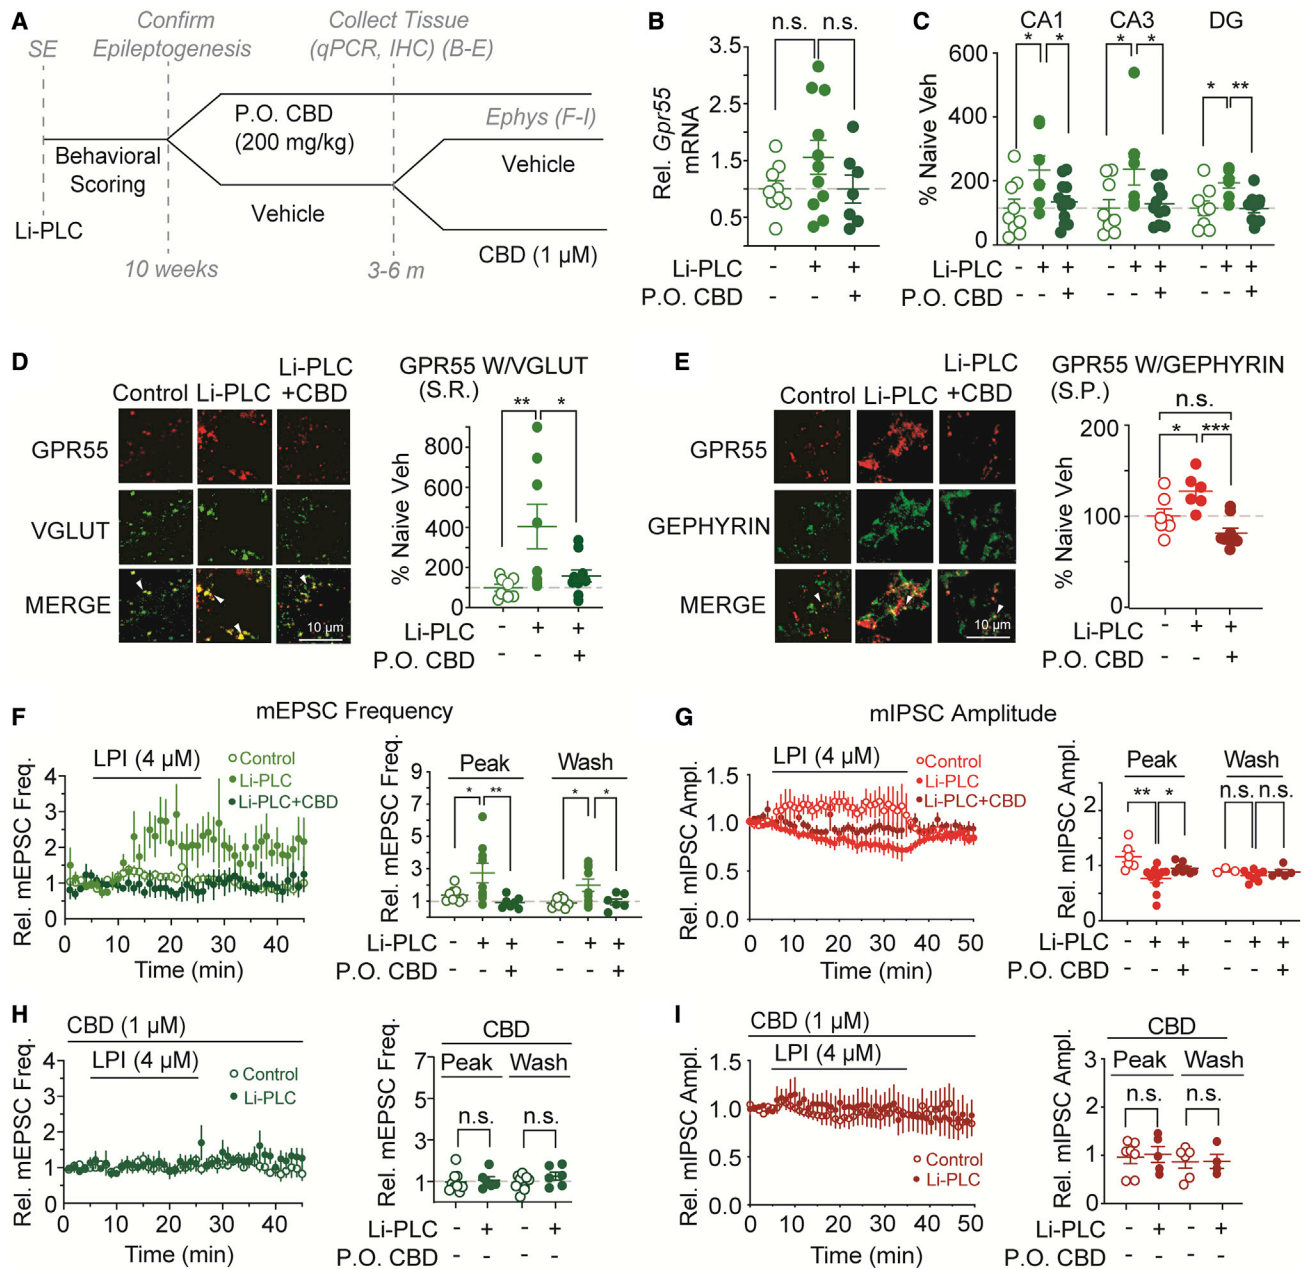 A
SE
Confirm
Epileptogenesis
Collect Tissue
(qPCR, IHC) (B-E)
P.O. CBD
(200 mg/kg)
Ephys (F-I)
Behavioral
Scoring
Vehicle
Vehicle
Li-PLC
CBD (1 µM)
10 weeks
3-6 m
B
n.s. n.s.
Rel. Gpr55
mRNA
3.5
2.5
1.5
0.5
Li-PLC - + +
P.O. CBD - - +
C
CA1 CA3 DG
* * * * * **
% Naive Veh
600
400
200
0
Li-PLC - + + - + + - + +
P.O. CBD - - + - - + - - +
D
Control Li-PLC Li-PLC
+CBD
GPR55
VGLUT
MERGE
10 µm
GPR55 W/VGLUT
(S.R.)
** *
% Naive Veh
800
600
400
200
0
Li-PLC - + +
P.O. CBD - - +
E
Control Li-PLC Li-PLC
+CBD
GPR55
GEPHYRIN
MERGE
10 µm
GPR55 W/GEPHYRIN
(S.P.)
n.s.
* ***
% Naive Veh
200
100
0
Li-PLC - + +
P.O. CBD - - +
F
mEPSC Frequency
LPI (4 µM)
Control
Li-PLC
Li-PLC+CBD
Rel. mEPSC Freq.
4
3
2
1
0
0 10 20 30 40
Time (min)
Rel. mEPSC Freq.
Peak Wash
* ** * *
9
7
5
3
1
Li-PLC - + + - + +
P.O. CBD - - + - - +
G
mIPSC Amplitude
LPI (4 µM)
Control
Li-PLC
Li-PLC+CBD
Rel. mIPSC Ampl.
1.5
1.0
0.5
0.0
0 10 20 30 40 50
Time (min)
Rel. mIPSC Ampl.
Peak Wash
** * n.s. n.s.
2
1
0
Li-PLC - + + - + +
P.O. CBD - - + - - +
H
CBD (1 µM)
LPI (4 µM)
Control
Li-PLC
Rel. mEPSC Freq.
4
3
2
1
0
0 10 20 30 40
Time (min)
Rel. mEPSC Freq.
CBD
Peak Wash
n.s. n.s.
7
5
3
1
Li-PLC - + - +
P.O. CBD - - - -
I
CBD (1 µM)
LPI (4 µM)
Control
Li-PLC
Rel. mIPSC Ampl.
1.5
1.0
0.5
0.0
0 10 20 30 40 50
Time (min)
Rel. mIPSC Ampl.
CBD
Peak Wash
n.s. n.s.
3
2
1
0
Li-PLC - + - +
P.O. CBD - - - -